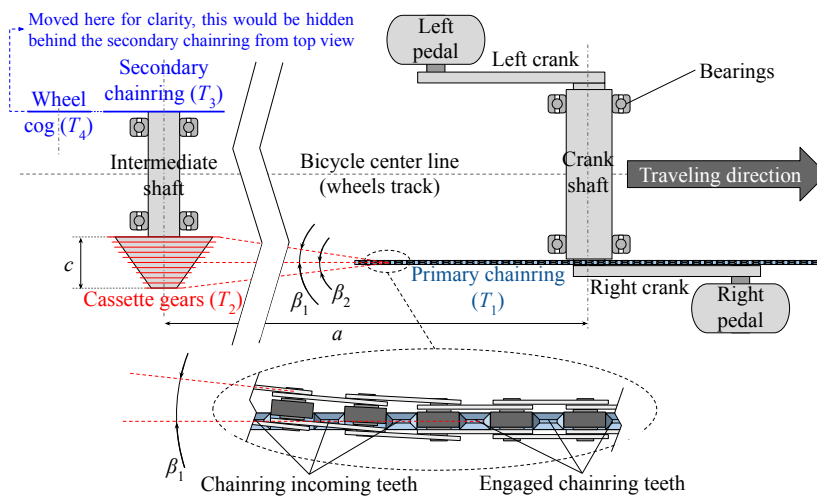 Moved here for clarity, this would be hidden
behind the secondary chainring from top view
Left
pedal
Left crank
Bearings
Secondary
chainring (T3)
Wheel
cog (T4)
Intermediate
shaft
Bicycle center line
(wheels track)
Crank
shaft
Traveling direction
c
β1
β2
Primary chainring
(T1)
Cassette gears (T2)
Right crank
Right
pedal
a
β1
Chainring incoming teeth
Engaged chainring teeth